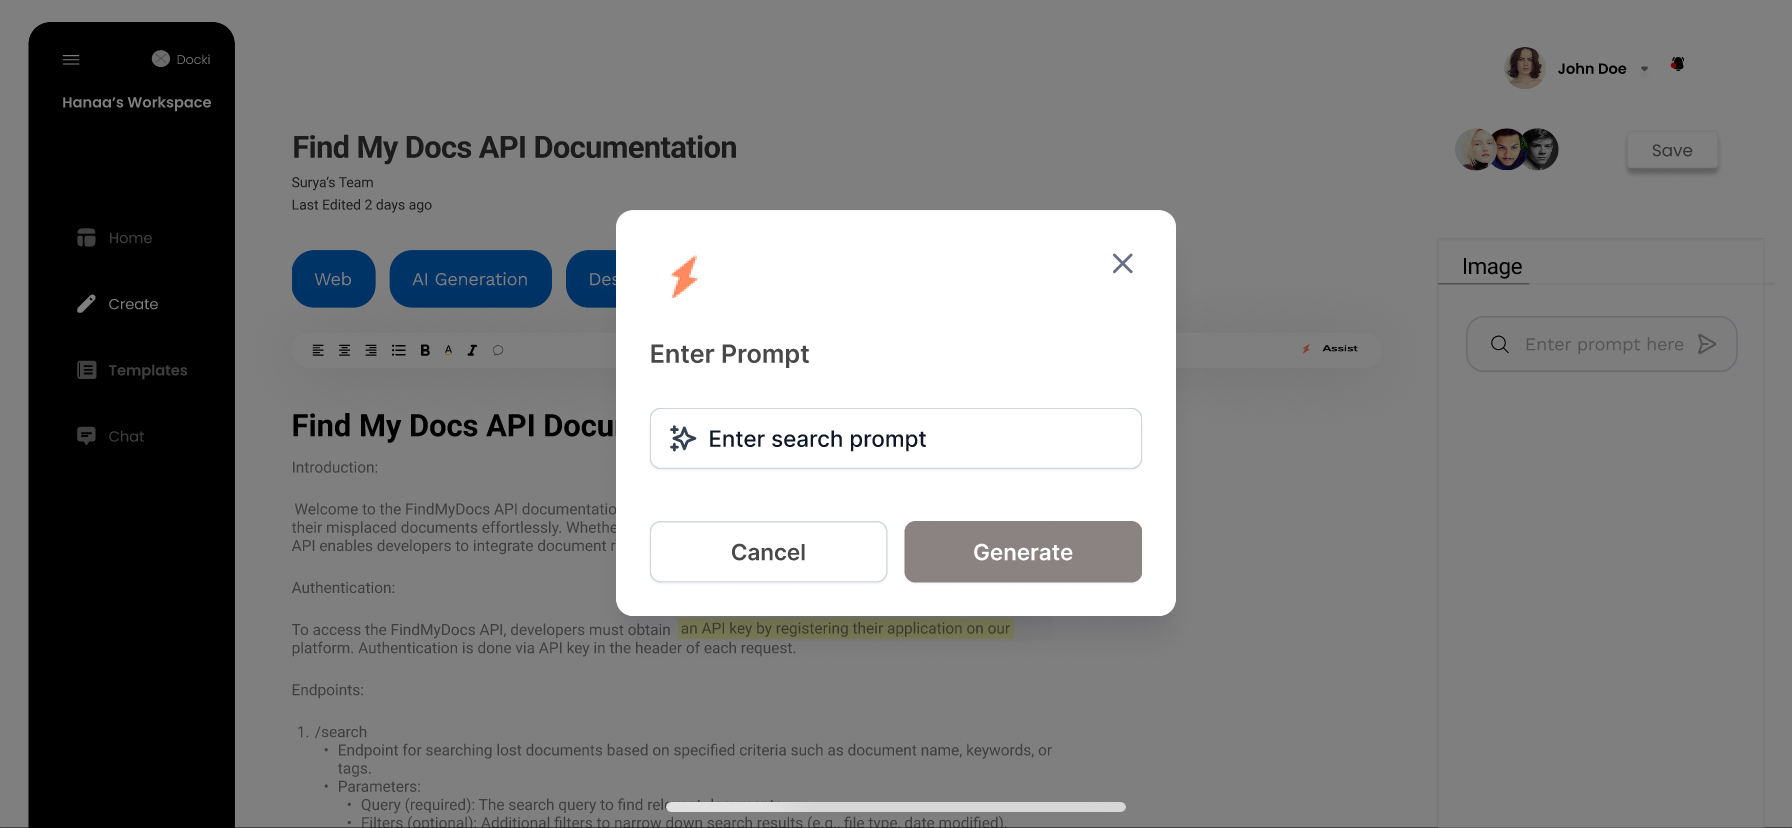 Docki
Hanaa's Workspace
Home
Create
Templates
Chat
John Doe
Find My Docs API Documentation
Surya's Team
Last Edited 2 days ago
Save
Web
AI Generation
Des
B
A
I
Assist
Image
Enter prompt here
Enter Prompt
Enter search prompt
Cancel
Generate
Find My Docs API Docu
Introduction:
Welcome to the FindMyDocs API documentatio
their misplaced documents effortlessly. Whethe
API enables developers to integrate document r
Authentication:
To access the FindMyDocs API, developers must obtain an API key by registering their application on our
platform. Authentication is done via API key in the header of each request.
Endpoints:
1. /search
• Endpoint for searching lost documents based on specified criteria such as document name, keywords, or
tags.
• Parameters:
• Query (required): The search query to find
• Filters (optional): Additional filters to narrow down search results (e.g., file type, date modified).